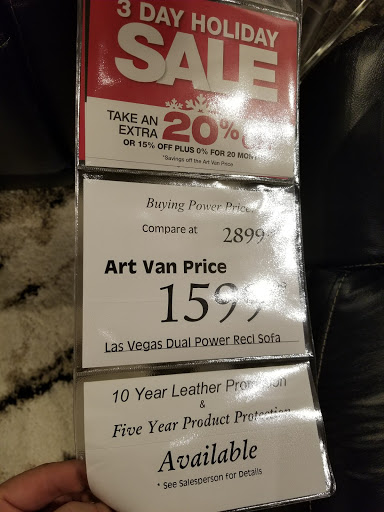 3 DAY HOLIDAY
SALE
TAKE AN
EXTRA 20%
OR 15% OFF PLUS 0% FOR 20
*Savings off the Art Van Price
Buying Power Price
Compare at 2899
Art Van Price
1599
Las Vegas Dual Power Recl Sofa
10 Year Leather Protection
&
Five Year Product Protection
Available
* See Salesperson for Details